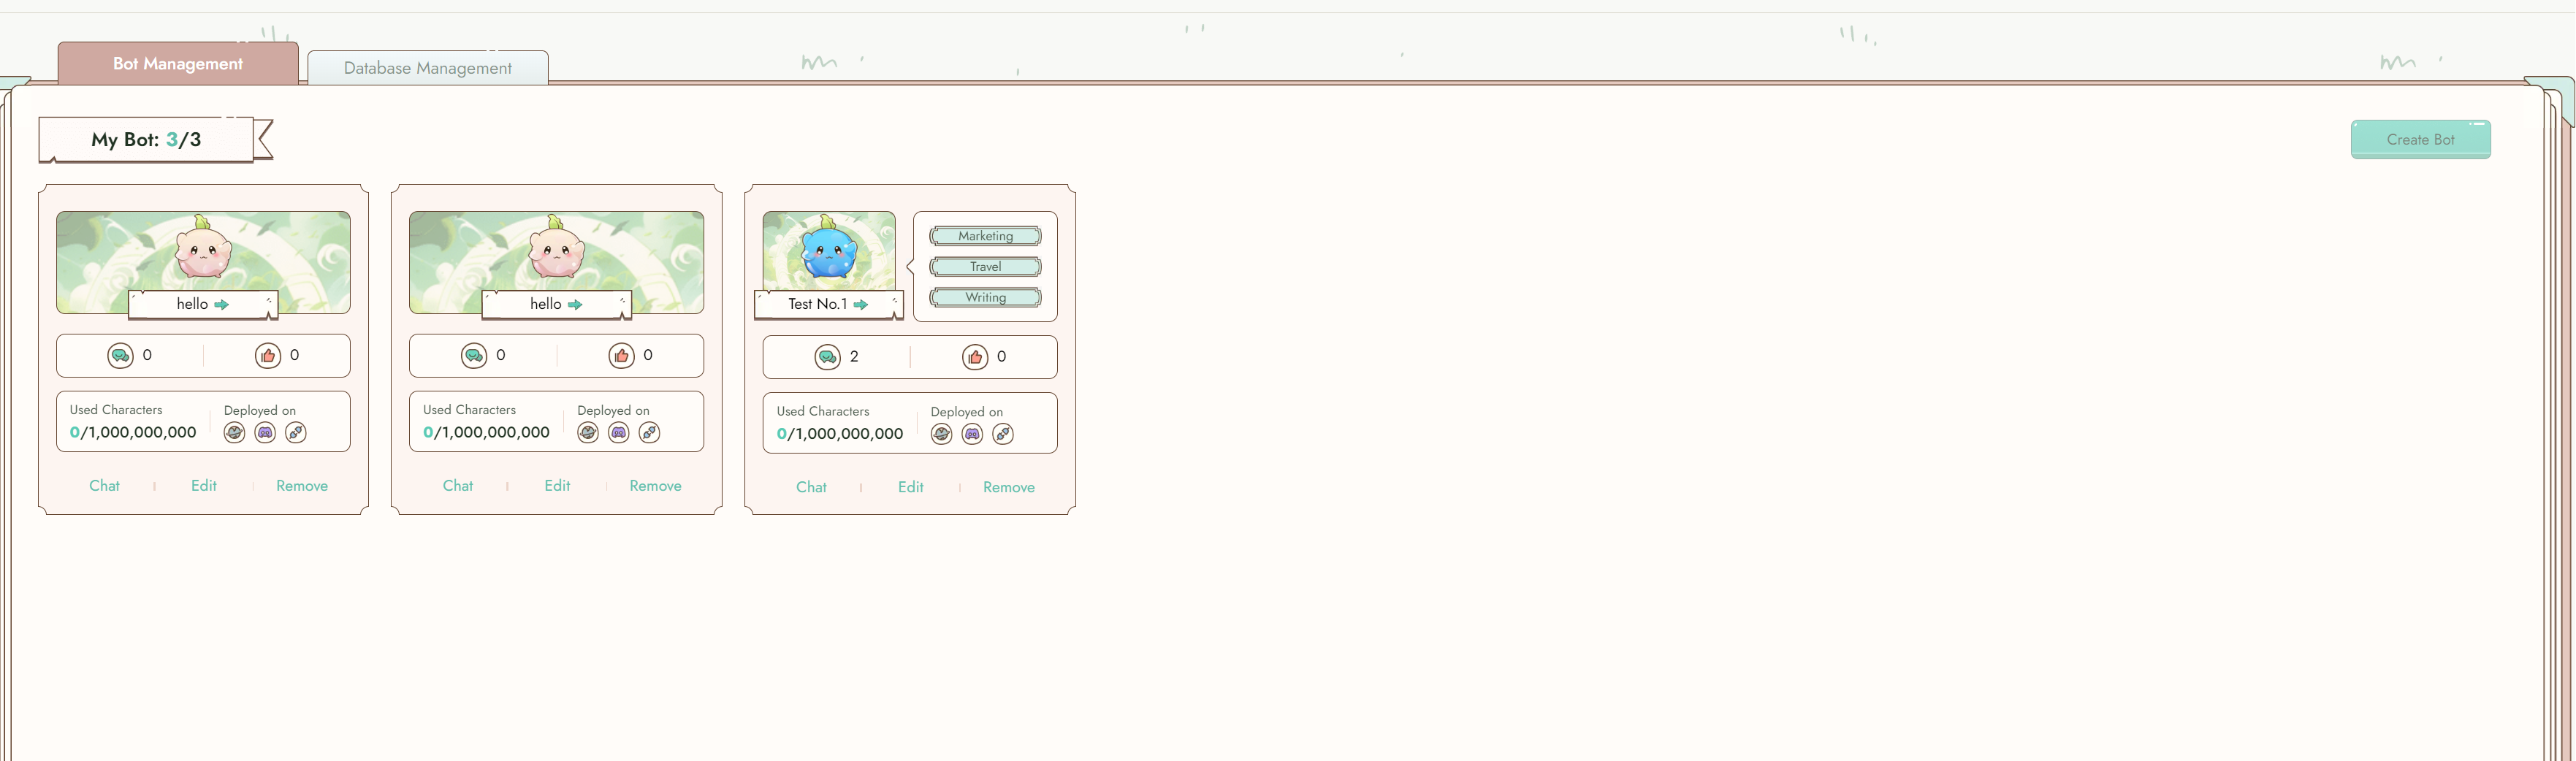 Bot Management
Database Management
My Bot: 3/3
Create Bot
hello
0
0
Used Characters
0/1,000,000,000
Deployed on
Chat
Edit
Remove
hello
0
0
Used Characters
0/1,000,000,000
Deployed on
Chat
Edit
Remove
Test No.1
Marketing
Travel
Writing
2
0
Used Characters
0/1,000,000,000
Deployed on
Chat
Edit
Remove